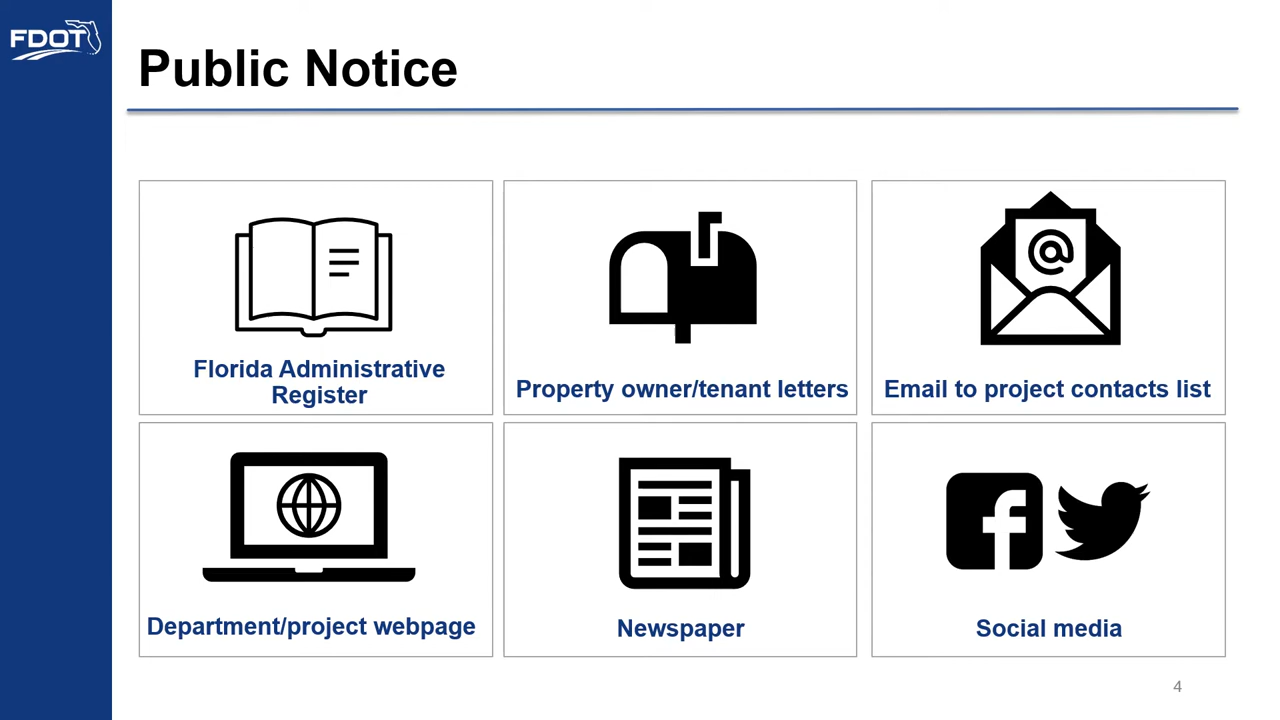 FDOT
Public Notice
Florida Administrative
Register
Property owner/tenant letters
Email to project contacts list
Department/project webpage
Newspaper
Social media
4